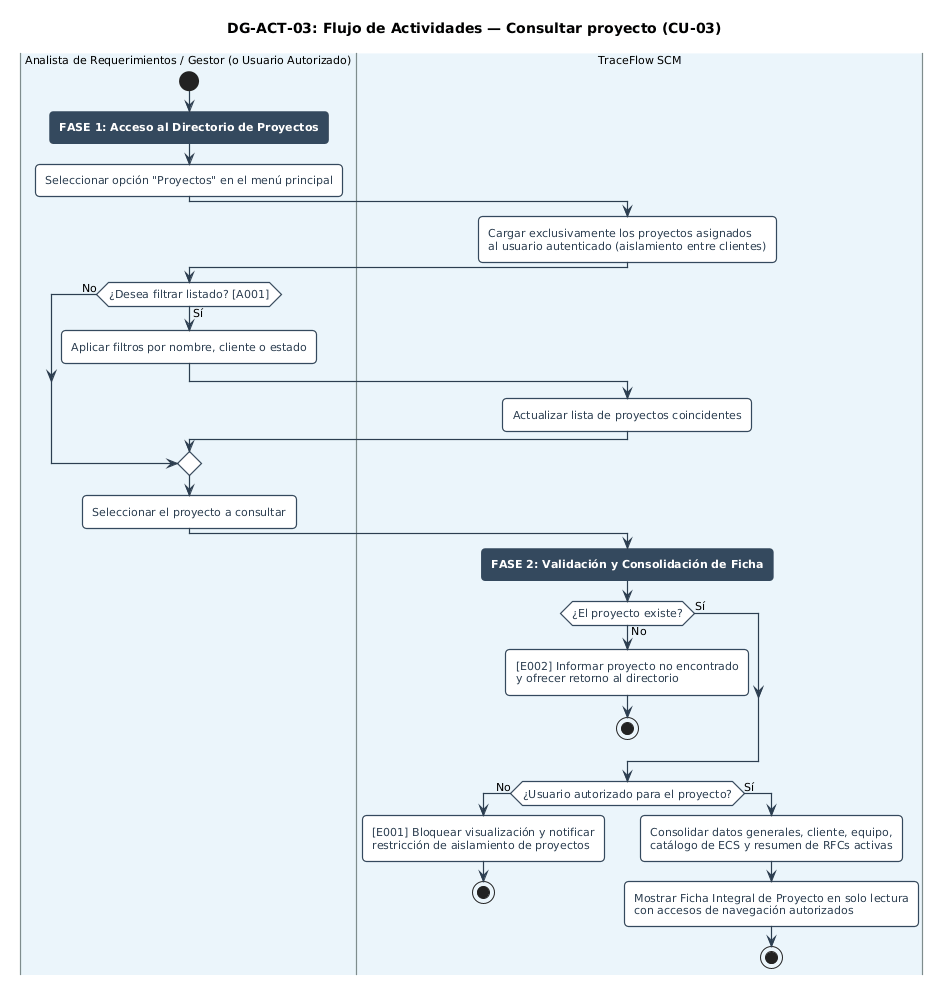 DG-ACT-03: Flujo de Actividades — Consultar proyecto (CU-03)
Analista de Requerimientos / Gestor (o Usuario Autorizado)
TraceFlow SCM
FASE 1: Acceso al Directorio de Proyectos
Seleccionar opción "Proyectos" en el menú principal
Cargar exclusivamente los proyectos asignados
al usuario autenticado (aislamiento entre clientes)
No
¿Desea filtrar listado? [A001]
Sí
Aplicar filtros por nombre, cliente o estado
Actualizar lista de proyectos coincidentes
Seleccionar el proyecto a consultar
FASE 2: Validación y Consolidación de Ficha
¿El proyecto existe?
Sí
No
[E002] Informar proyecto no encontrado
y ofrecer retorno al directorio
No
¿Usuario autorizado para el proyecto?
Sí
[E001] Bloquear visualización y notificar
restricción de aislamiento de proyectos
Consolidar datos generales, cliente, equipo,
catálogo de ECS y resumen de RFCs activas
Mostrar Ficha Integral de Proyecto en solo lectura
con accesos de navegación autorizados